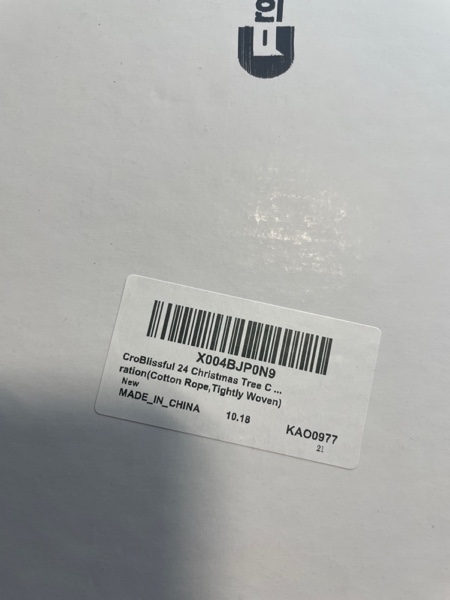 X004BJP0N9
CroBlissful 24 Christmas Tree C ...
ration(Cotton Rope,Tightly Woven)
New
MADE_IN_CHINA 10.18 KAO0977
21